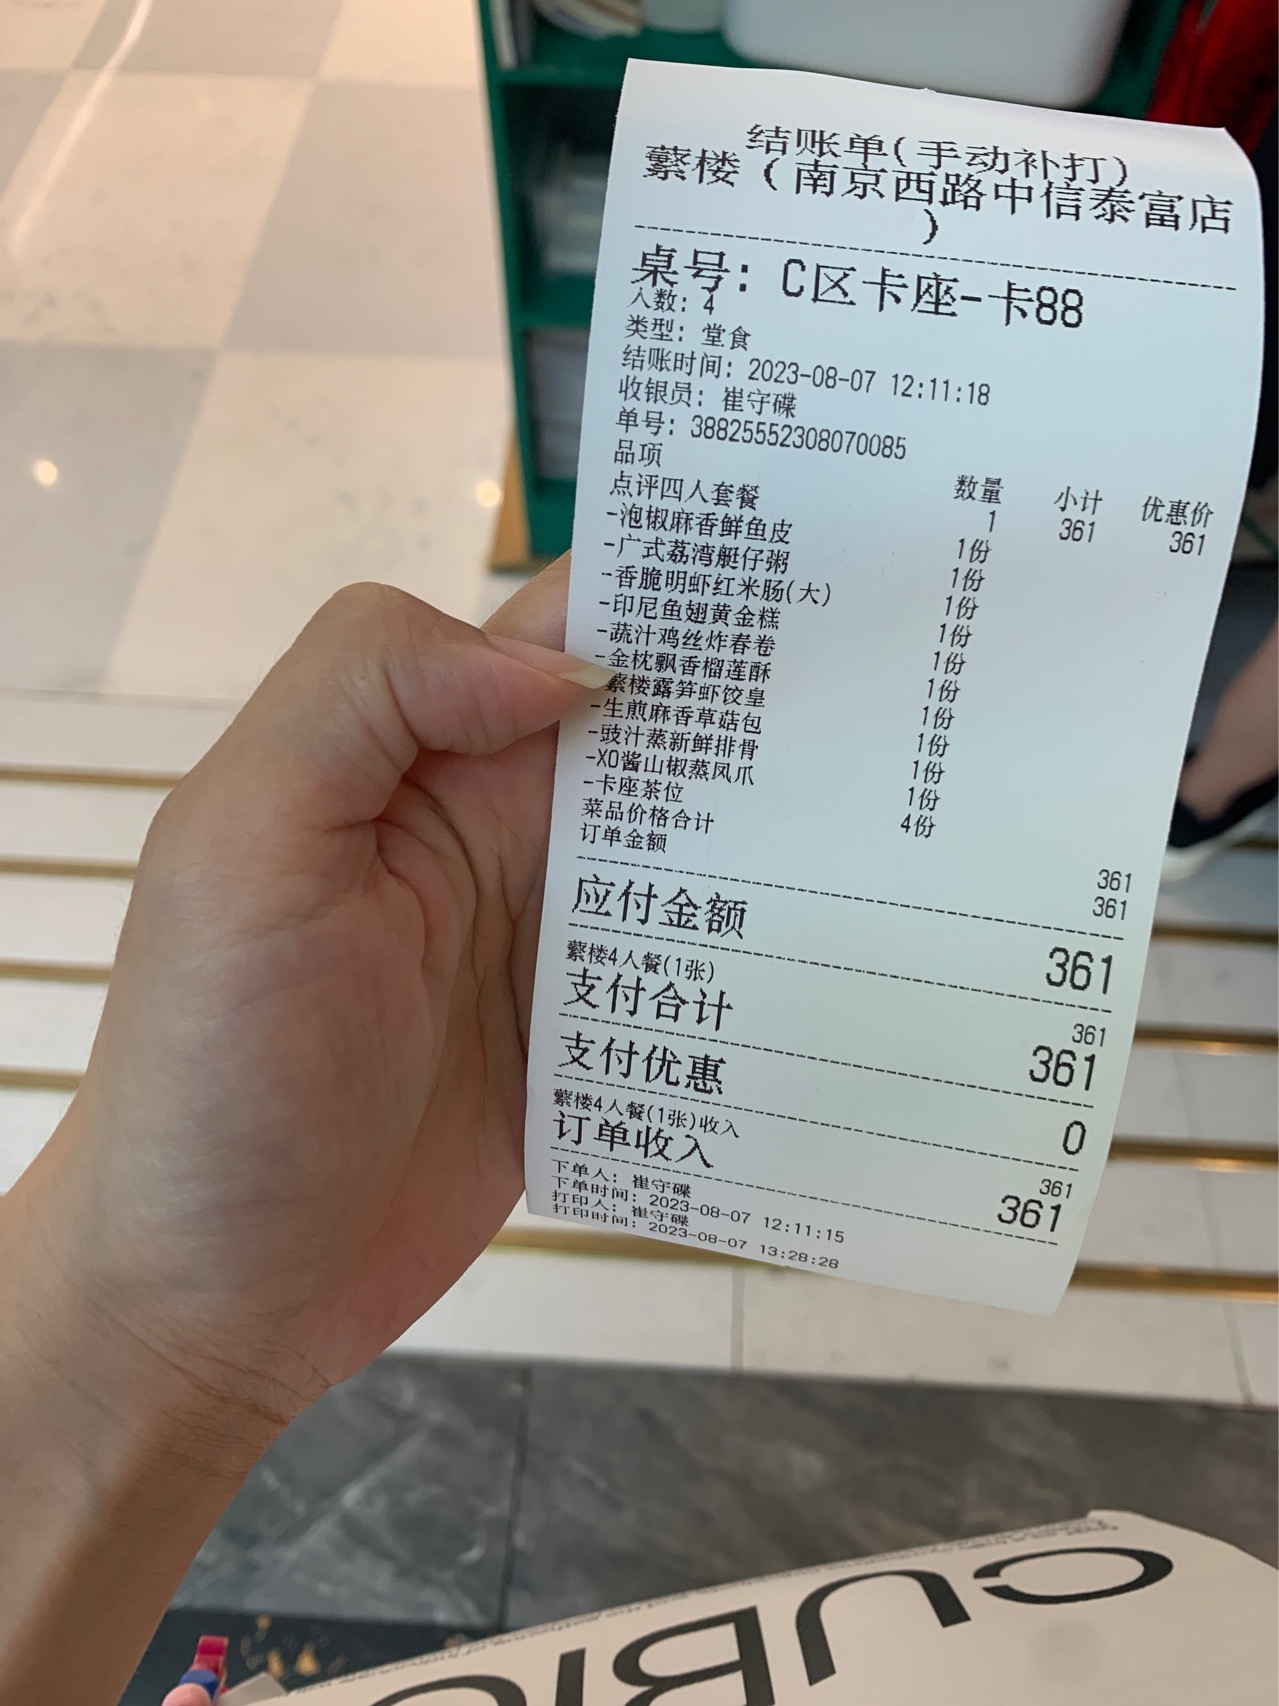 结账单(手动补打)
蘩楼（南京西路中信泰富店
）
桌号: C区卡座-卡88
人数: 4
类型: 堂食
结账时间: 2023-08-07 12:11:18
收银员: 崔守碟
单号: 38825552308070085
品项 数量 小计 优惠价
点评四人套餐 1 361 361
-泡椒麻香鲜鱼皮 1份
-广式荔湾艇仔粥 1份
-香脆明虾红米肠(大) 1份
-印尼鱼翅黄金糕 1份
-蔬汁鸡丝炸春卷 1份
-金枕飘香榴莲酥 1份
蘩楼露笋虾饺皇 1份
-生煎麻香草菇包 1份
-豉汁蒸新鲜排骨 1份
-XO酱山椒蒸凤爪 1份
-卡座茶位 4份
菜品价格合计 361
订单金额 361
应付金额 361
蘩楼4人餐(1张) 361
支付合计 361
支付优惠 0
蘩楼4人餐(1张)收入 361
订单收入 361
下单人: 崔守碟
下单时间: 2023-08-07 12:11:15
打印人: 崔守碟
打印时间: 2023-08-07 13:28:28
CUBIC